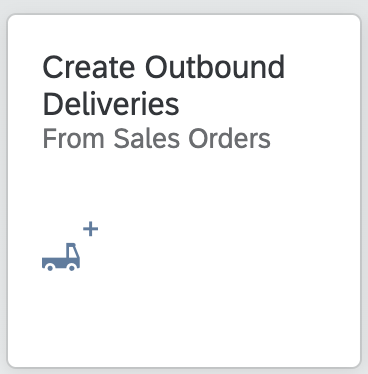 Create Outbound
Deliveries
From Sales Orders